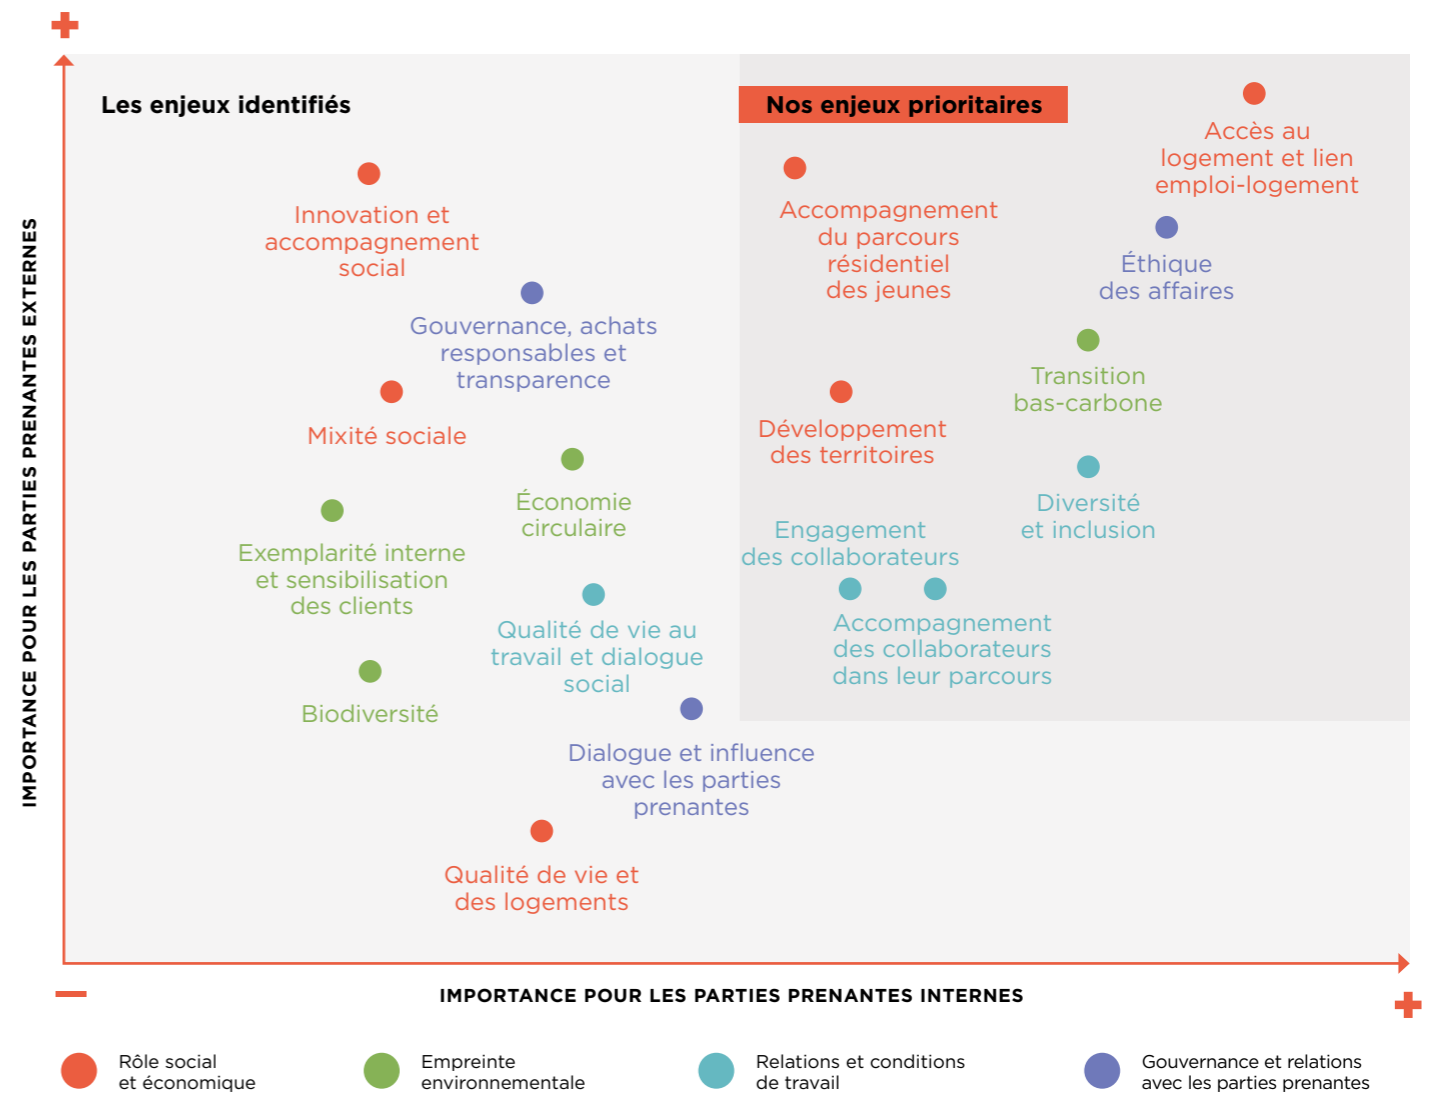 Les enjeux identifiés
Nos enjeux prioritaires
Accès au
logement et lien
emploi-logement
Innovation et
accompagnement
social
Accompagnement
du parcours
résidentiel
des jeunes
Éthique
des affaires
Gouvernance, achats
responsables et
transparence
Transition
bas-carbone
Mixité sociale
Développement
des territoires
Économie
circulaire
Diversité
et inclusion
Exemplarité interne
et sensibilisation
des clients
Engagement
des collaborateurs
Qualité de vie au
travail et dialogue
social
Accompagnement
des collaborateurs
dans leur parcours
Biodiversité
Dialogue et influence
avec les parties
prenantes
Qualité de vie et
des logements
IMPORTANCE POUR LES PARTIES PRENANTES EXTERNES
IMPORTANCE POUR LES PARTIES PRENANTES INTERNES
Rôle social
et économique
Empreinte
environnementale
Relations et conditions
de travail
Gouvernance et relations
avec les parties prenantes